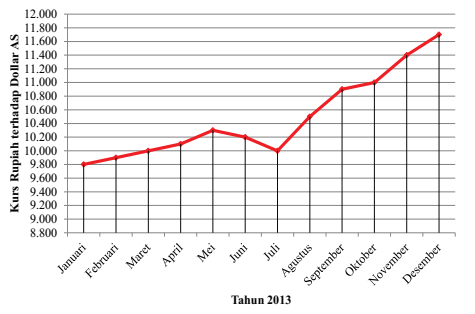 Kurs Rupiah terhadap Dollar AS
12.000
11.800
11.600
11.400
11.200
11.000
10.800
10.600
10.400
10.200
10.000
9.800
9.600
9.400
9.200
9.000
8.800
Januari
Februari
Maret
April
Mei
Juni
Juli
Agustus
September
Oktober
November
Desember
Tahun 2013